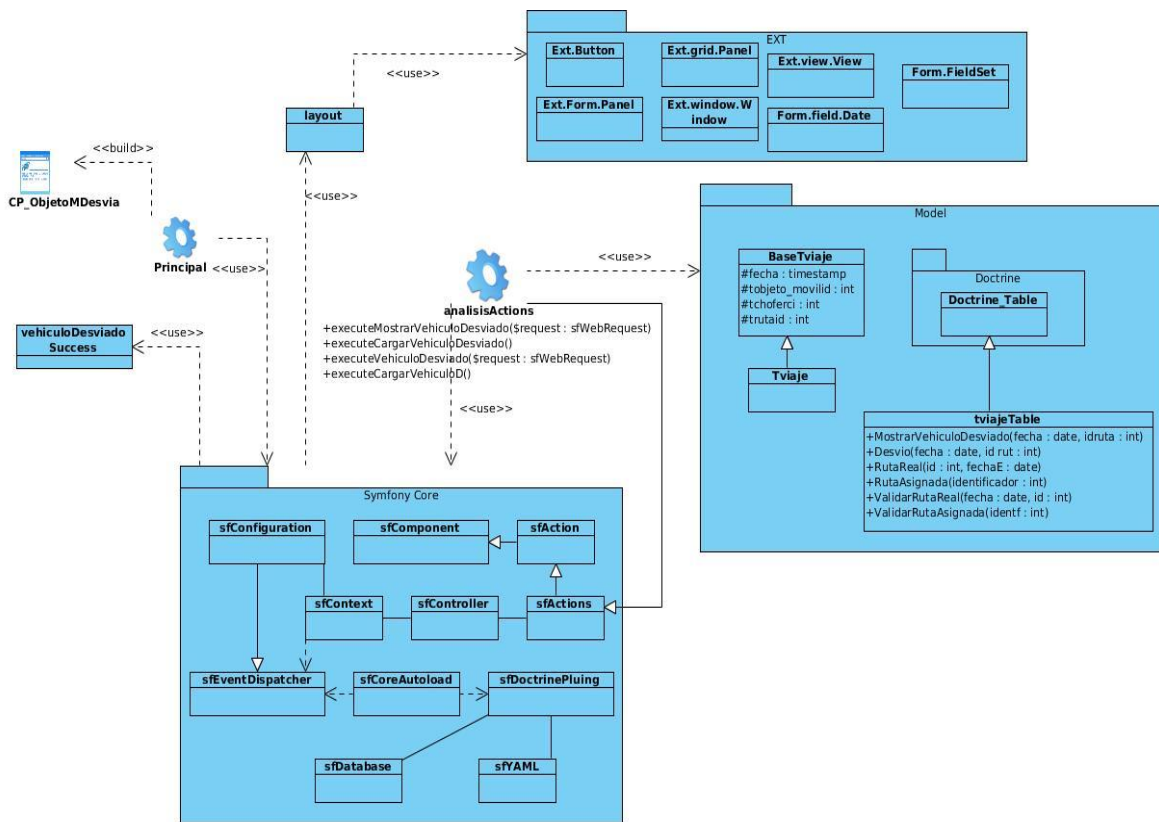 EXT
Ext.Button
Ext.grid.Panel
Ext.view.View
Form.FieldSet
Ext.Form.Panel
Ext.window.W
indow
Form.field.Date
<<use>>
layout
<<build>>
CP_ObjetoMDesvia
<<use>>
Principal
<<use>>
vehiculoDesviado
Success
<<use>>
analisisActions
+executeMostrarVehiculoDesviado($request : sfWebRequest)
+executeCargarVehiculoDesviado()
+executeVehiculoDesviado($request : sfWebRequest)
+executeCargarVehiculoD()
<<use>>
<<use>>
Model
BaseTviaje
#fecha : timestamp
#tobjeto_movilid : int
#tchoferci : int
#trutaid : int
Tviaje
Doctrine
Doctrine_Table
tviajeTable
+MostrarVehiculoDesviado(fecha : date, idruta : int)
+Desvio(fecha : date, id rut : int)
+RutaReal(id : int, fechaE : date)
+RutaAsignada(identificador : int)
+ValidarRutaReal(fecha : date, id : int)
+ValidarRutaAsignada(identf : int)
Symfony Core
sfConfiguration
sfComponent
sfAction
sfContext
sfController
sfActions
sfEventDispatcher
sfCoreAutoload
sfDoctrinePluing
sfDatabase
sfYAML